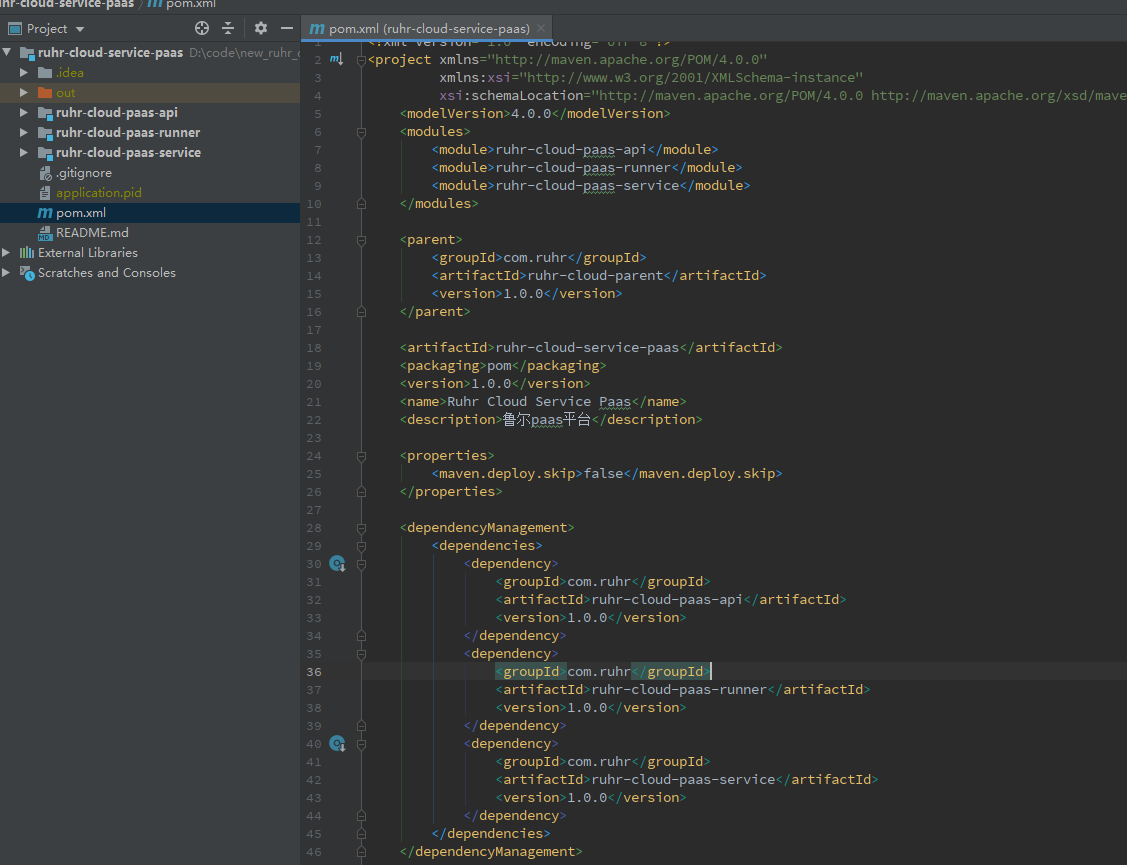 ruhr-cloud-service-paas / m pom.xml
Project
pom.xml (ruhr-cloud-service-paas)
ruhr-cloud-service-paas D:\code\new_ruhr_c
.idea
out
ruhr-cloud-paas-api
ruhr-cloud-paas-runner
ruhr-cloud-paas-service
.gitignore
application.pid
pom.xml
README.md
External Libraries
Scratches and Consoles
1 <?xml version="1.0" encoding="utf-8"?>
2 <project xmlns="http://maven.apache.org/POM/4.0.0"
3 xmlns:xsi="http://www.w3.org/2001/XMLSchema-instance"
4 xsi:schemaLocation="http://maven.apache.org/POM/4.0.0 http://maven.apache.org/xsd/mave
5 <modelVersion>4.0.0</modelVersion>
6 <modules>
7 <module>ruhr-cloud-paas-api</module>
8 <module>ruhr-cloud-paas-runner</module>
9 <module>ruhr-cloud-paas-service</module>
10 </modules>
11
12 <parent>
13 <groupId>com.ruhr</groupId>
14 <artifactId>ruhr-cloud-parent</artifactId>
15 <version>1.0.0</version>
16 </parent>
17
18 <artifactId>ruhr-cloud-service-paas</artifactId>
19 <packaging>pom</packaging>
20 <version>1.0.0</version>
21 <name>Ruhr Cloud Service Paas</name>
22 <description>鲁尔paas平台</description>
23
24 <properties>
25 <maven.deploy.skip>false</maven.deploy.skip>
26 </properties>
27
28 <dependencyManagement>
29 <dependencies>
30 <dependency>
31 <groupId>com.ruhr</groupId>
32 <artifactId>ruhr-cloud-paas-api</artifactId>
33 <version>1.0.0</version>
34 </dependency>
35 <dependency>
36 <groupId>com.ruhr</groupId>
37 <artifactId>ruhr-cloud-paas-runner</artifactId>
38 <version>1.0.0</version>
39 </dependency>
40 <dependency>
41 <groupId>com.ruhr</groupId>
42 <artifactId>ruhr-cloud-paas-service</artifactId>
43 <version>1.0.0</version>
44 </dependency>
45 </dependencies>
46 </dependencyManagement>